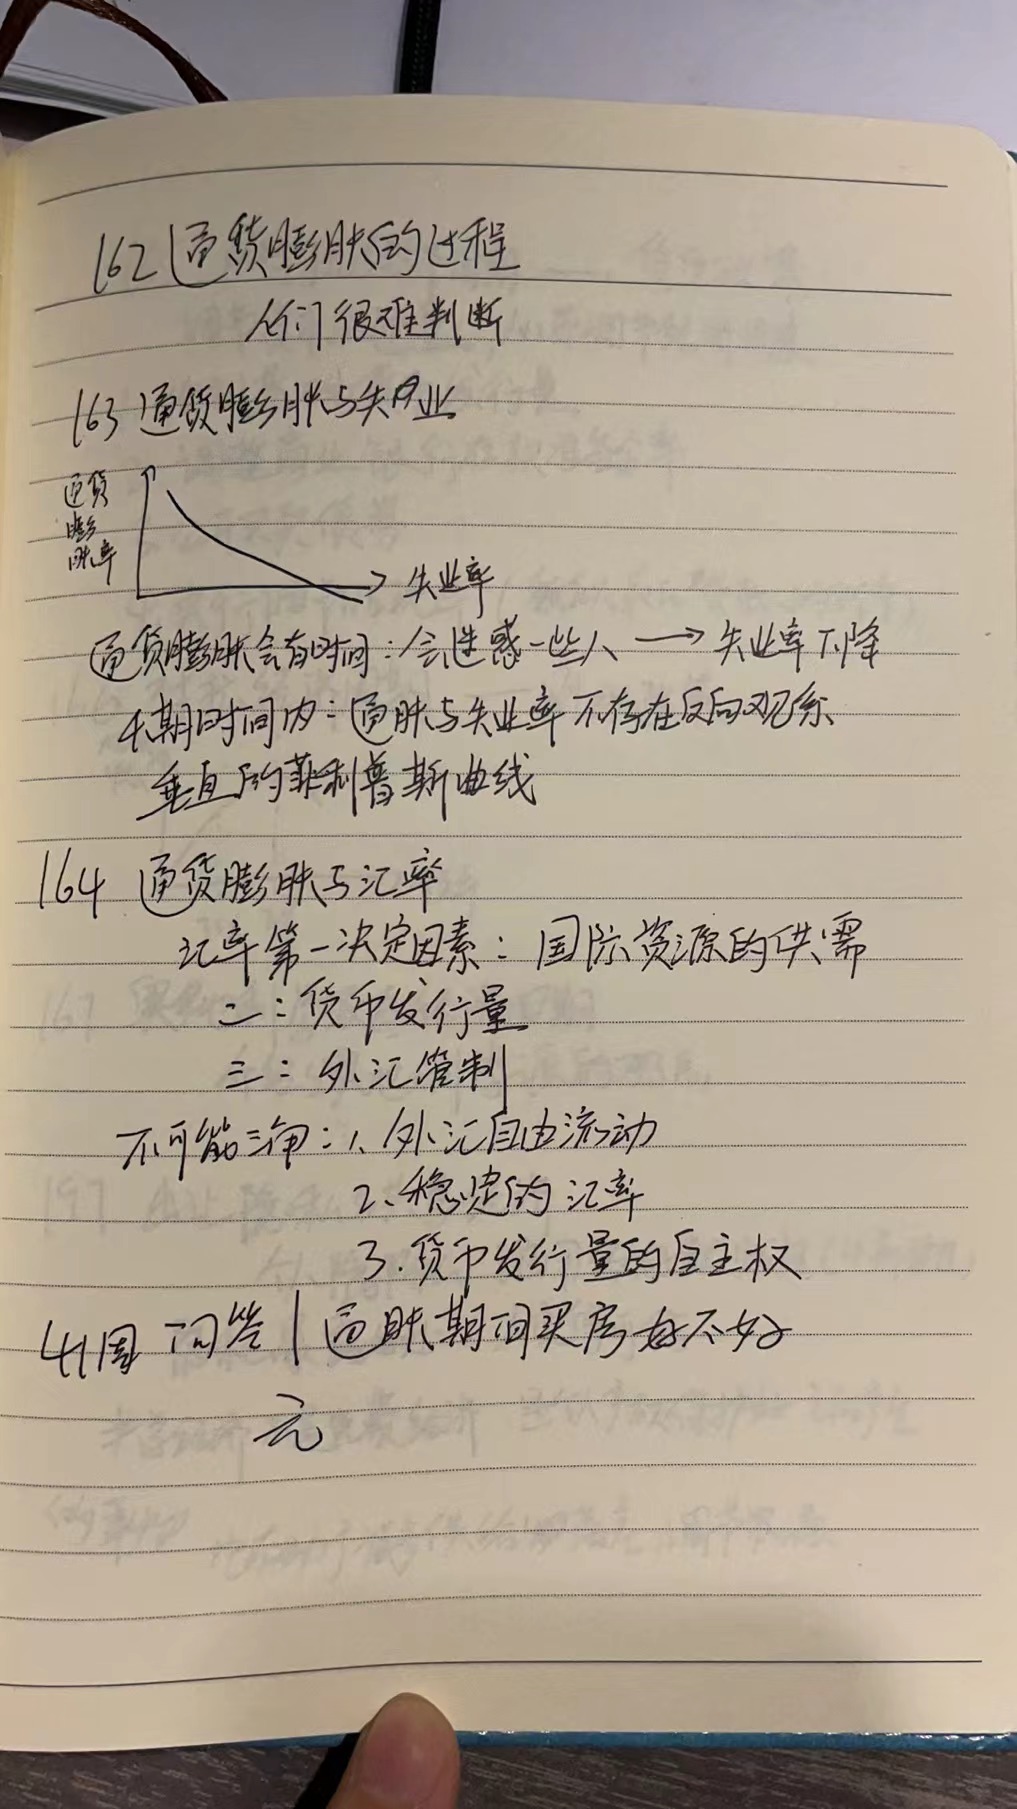 162 通货膨胀的过程
人们很难判断
163 通货膨胀与失业
通货
膨
胀率
失业率
通货膨胀会有时间:会迷惑一些人 → 失业率下降
长期时间内:通胀与失业率不存在反向观系
垂直的菲利普斯曲线
164 通货膨胀与汇率
汇率第一决定因素:国际资源的供需
二:货币发行量
三:外汇管制
不可能三角:1、外汇自由流动
2、稳定的汇率
3.货币发行量的自主权
41周 问答|通胀期间买房好不好